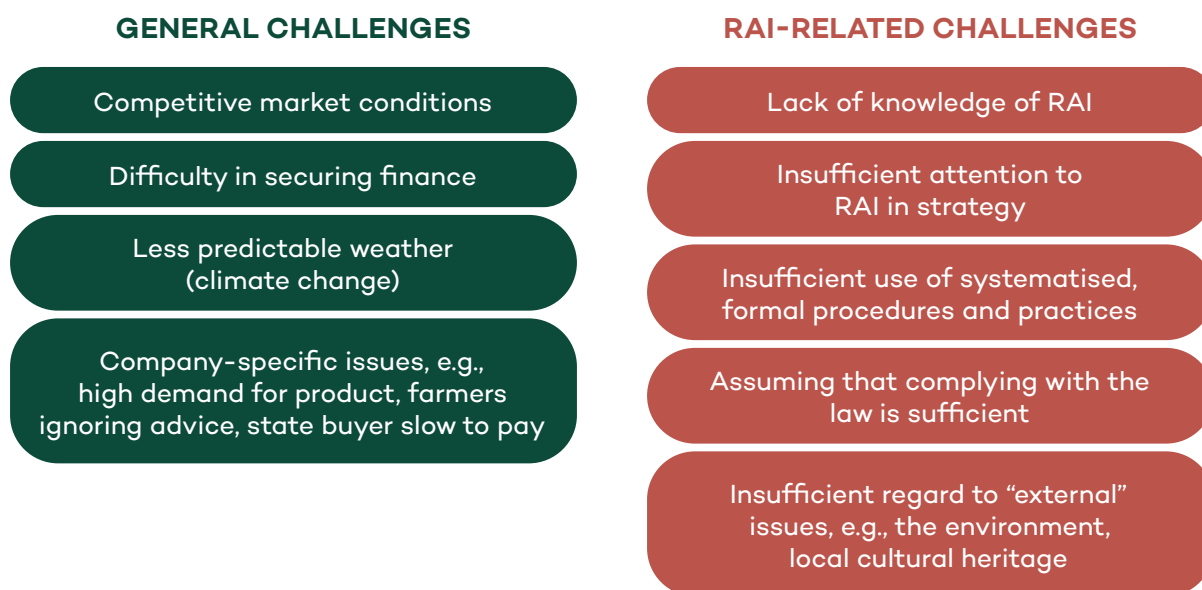 GENERAL CHALLENGES
Competitive market conditions
Difficulty in securing finance
Less predictable weather
(climate change)
Company-specific issues, e.g.,
high demand for product, farmers
ignoring advice, state buyer slow to pay
RAI-RELATED CHALLENGES
Lack of knowledge of RAI
Insufficient attention to
RAI in strategy
Insufficient use of systematised,
formal procedures and practices
Assuming that complying with the
law is sufficient
Insufficient regard to “external”
issues, e.g., the environment,
local cultural heritage